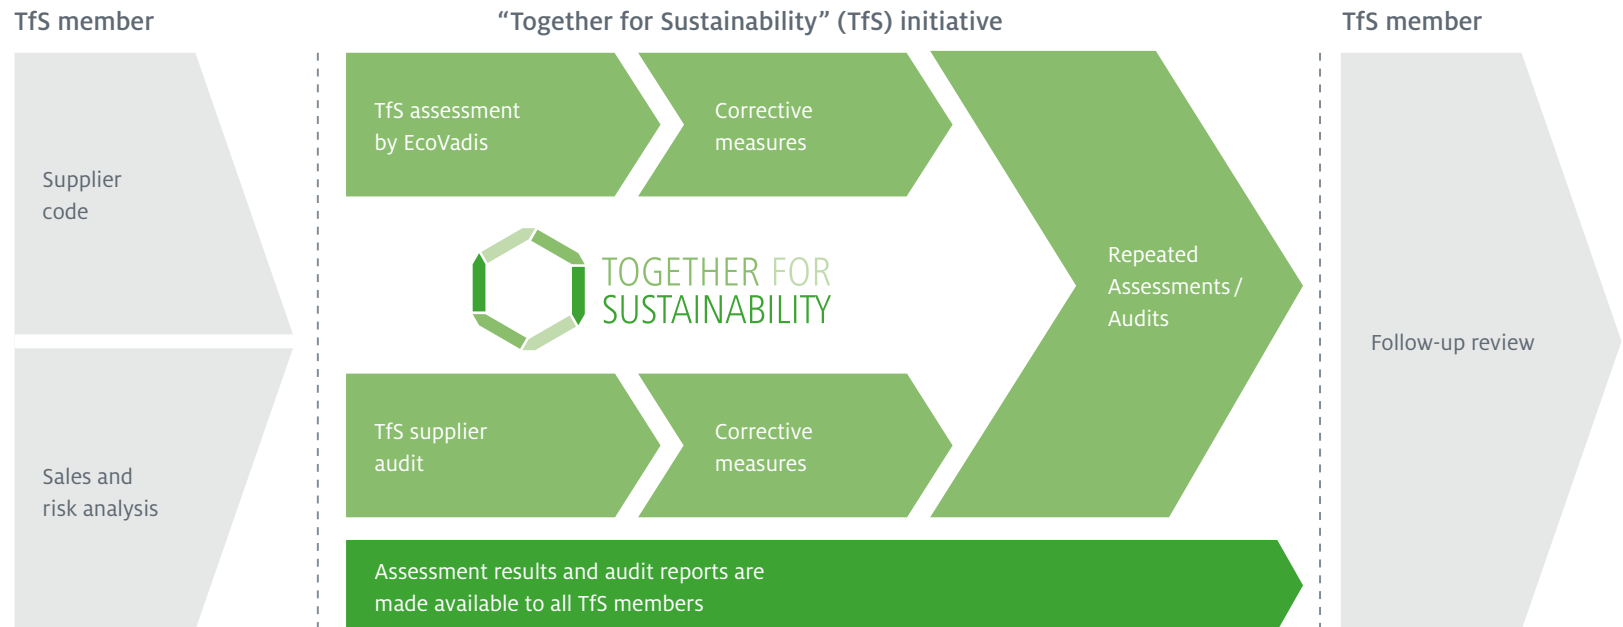 TfS member
“Together for Sustainability” (TfS) initiative
TfS member
Supplier
code
Sales and
risk analysis
TfS assessment
by EcoVadis
Corrective
measures
TOGETHER FOR
SUSTAINABILITY
TfS supplier
audit
Corrective
measures
Repeated
Assessments /
Audits
Assessment results and audit reports are
made available to all TfS members
Follow-up review